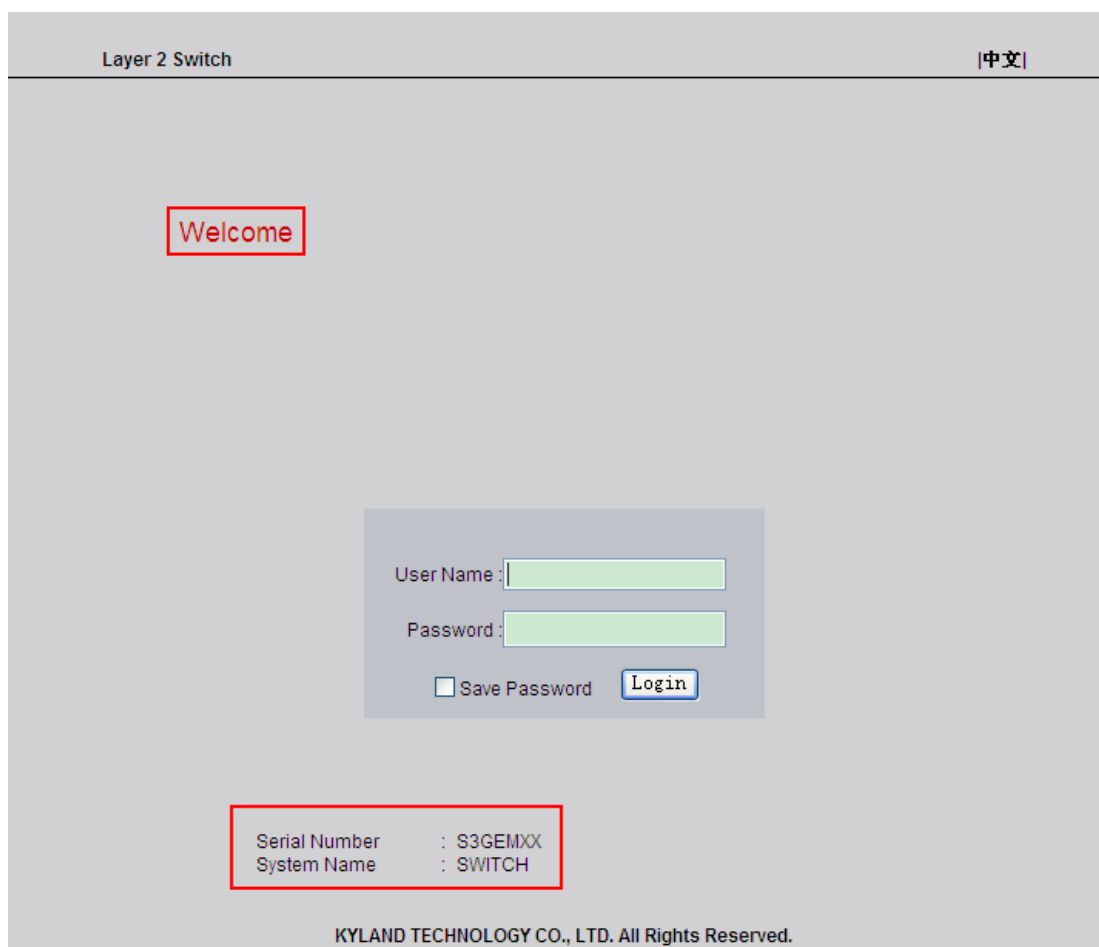 Layer 2 Switch |中文|
Welcome
User Name :
Password :
Save Password Login
Serial Number : S3GEMXX
System Name : SWITCH
KYLAND TECHNOLOGY CO., LTD. All Rights Reserved.